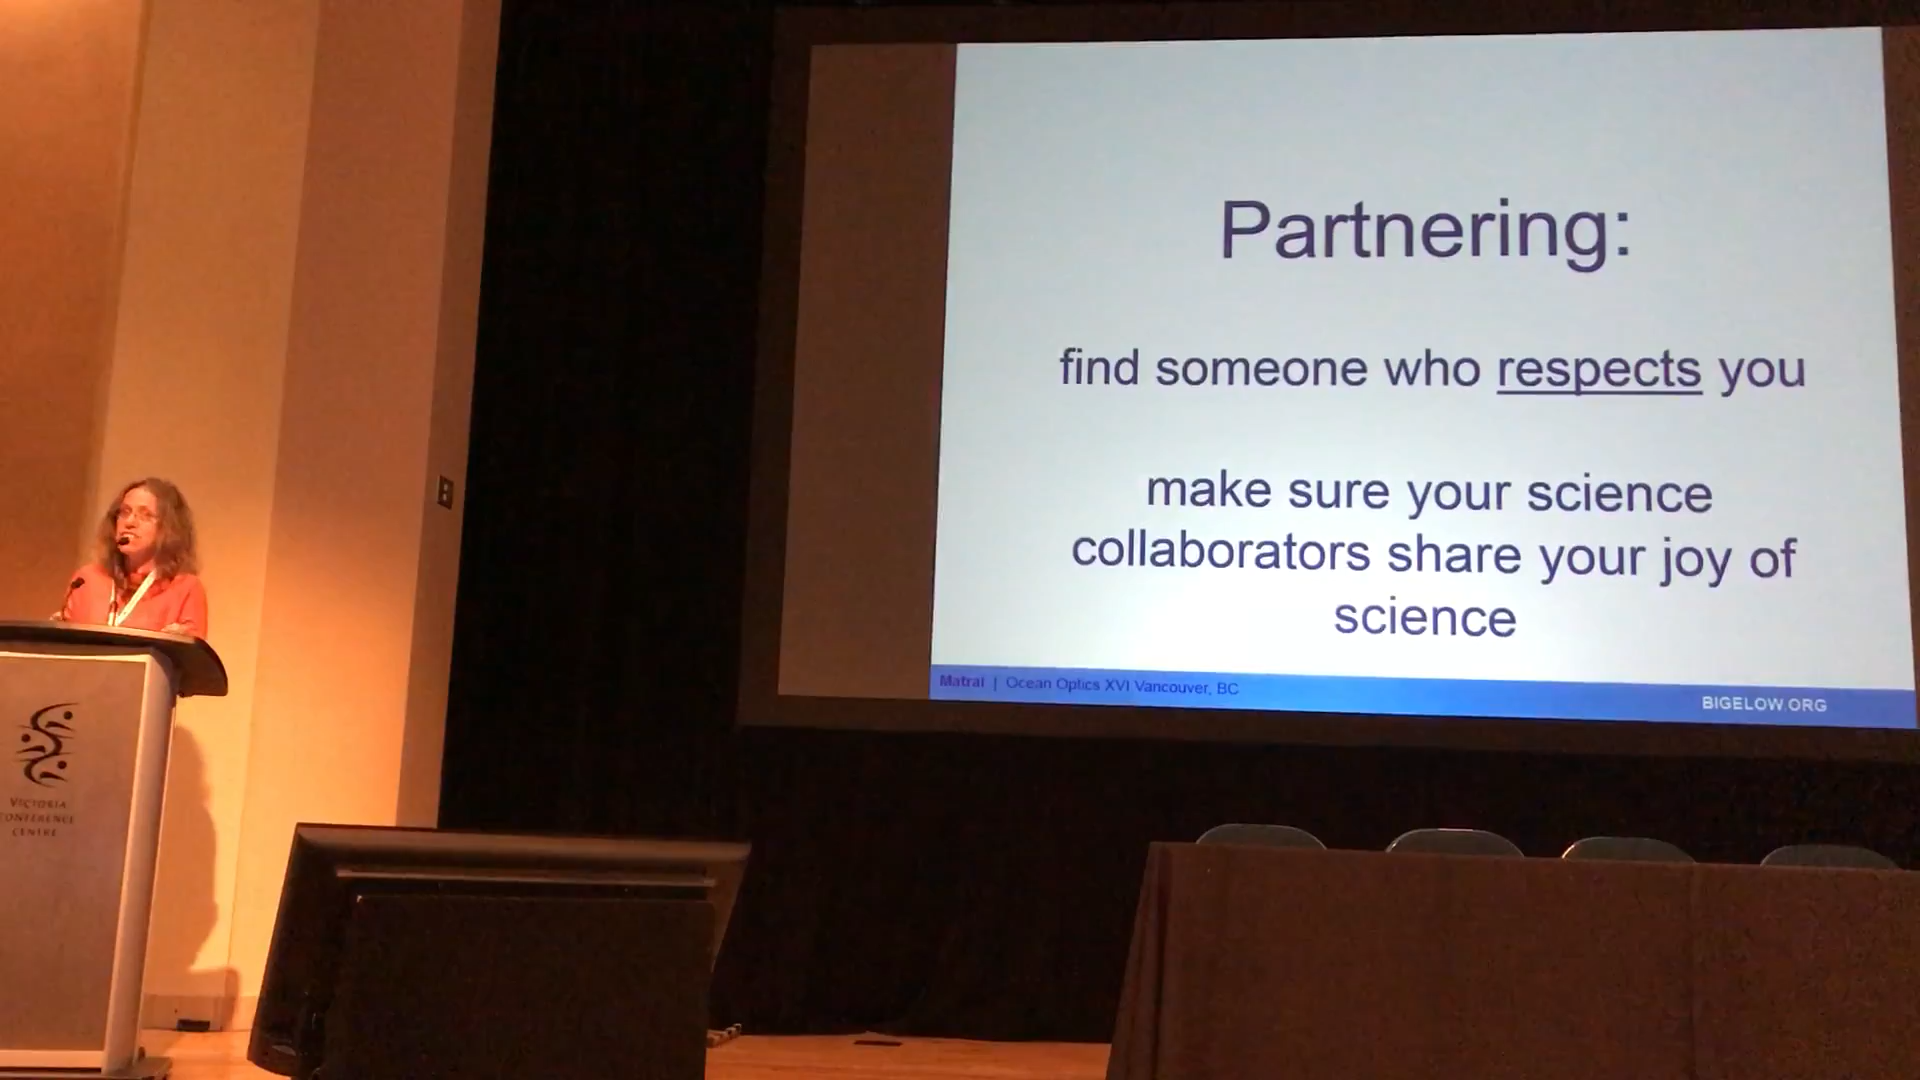 Partnering:
find someone who respects you
make sure your science
collaborators share your joy of
science
Matrai | Ocean Optics XVI Vancouver, BC
BIGELOW.ORG
VICTORIA
CONFERENCE
CENTRE